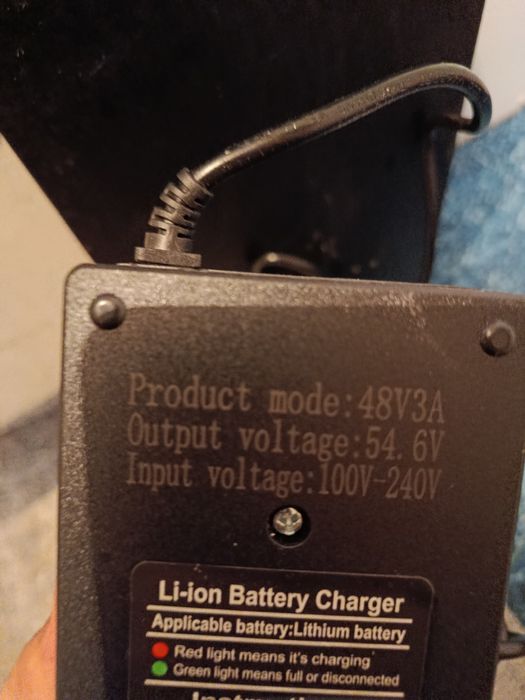 Product mode:48V3A
Output voltage:54.6V
Input voltage:100V-240V
Li-ion Battery Charger
Applicable battery:Lithium battery
Red light means it's charging
Green light means full or disconnected